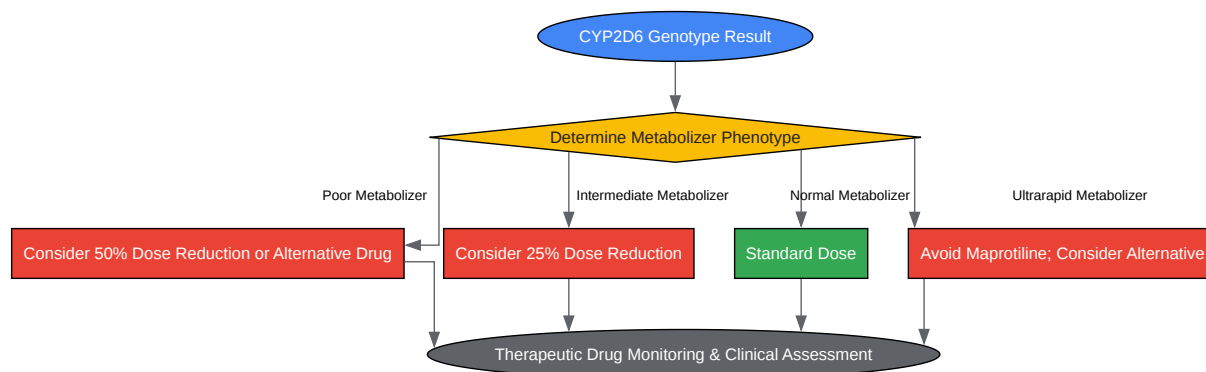 CYP2D6 Genotype Result
Determine Metabolizer Phenotype
Poor Metabolizer
Intermediate Metabolizer
Normal Metabolizer
Ultrarapid Metabolizer
Consider 50% Dose Reduction or Alternative Drug
Consider 25% Dose Reduction
Standard Dose
Avoid Maprotiline; Consider Alternative
Therapeutic Drug Monitoring & Clinical Assessment